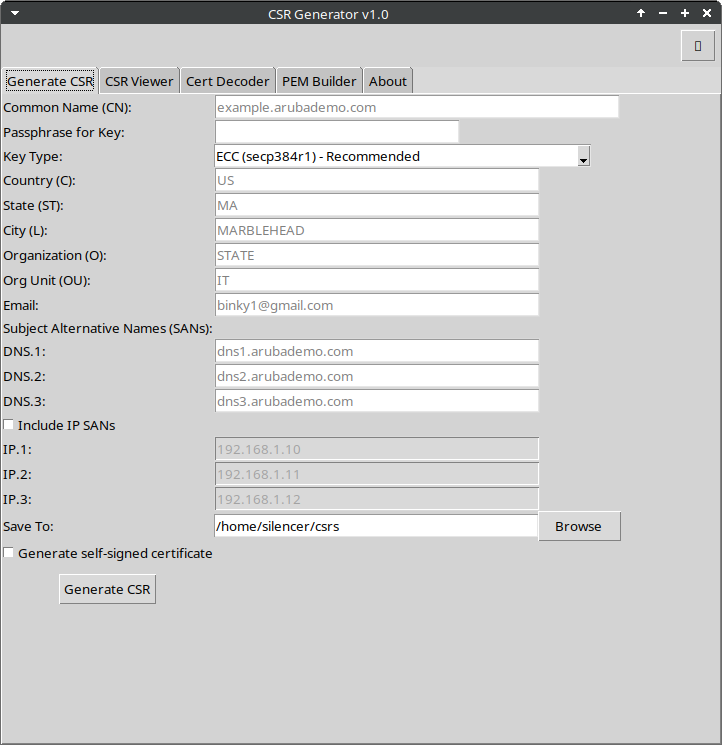 CSR Generator v1.0
Generate CSR CSR Viewer Cert Decoder PEM Builder About
Common Name (CN): example.arubademo.com
Passphrase for Key:
Key Type: ECC (secp384r1) - Recommended
Country (C): US
State (ST): MA
City (L): MARBLEHEAD
Organization (O): STATE
Org Unit (OU): IT
Email: binky1@gmail.com
Subject Alternative Names (SANs):
DNS.1: dns1.arubademo.com
DNS.2: dns2.arubademo.com
DNS.3: dns3.arubademo.com
Include IP SANs
IP.1: 192.168.1.10
IP.2: 192.168.1.11
IP.3: 192.168.1.12
Save To: /home/silencer/csrs Browse
Generate self-signed certificate
Generate CSR